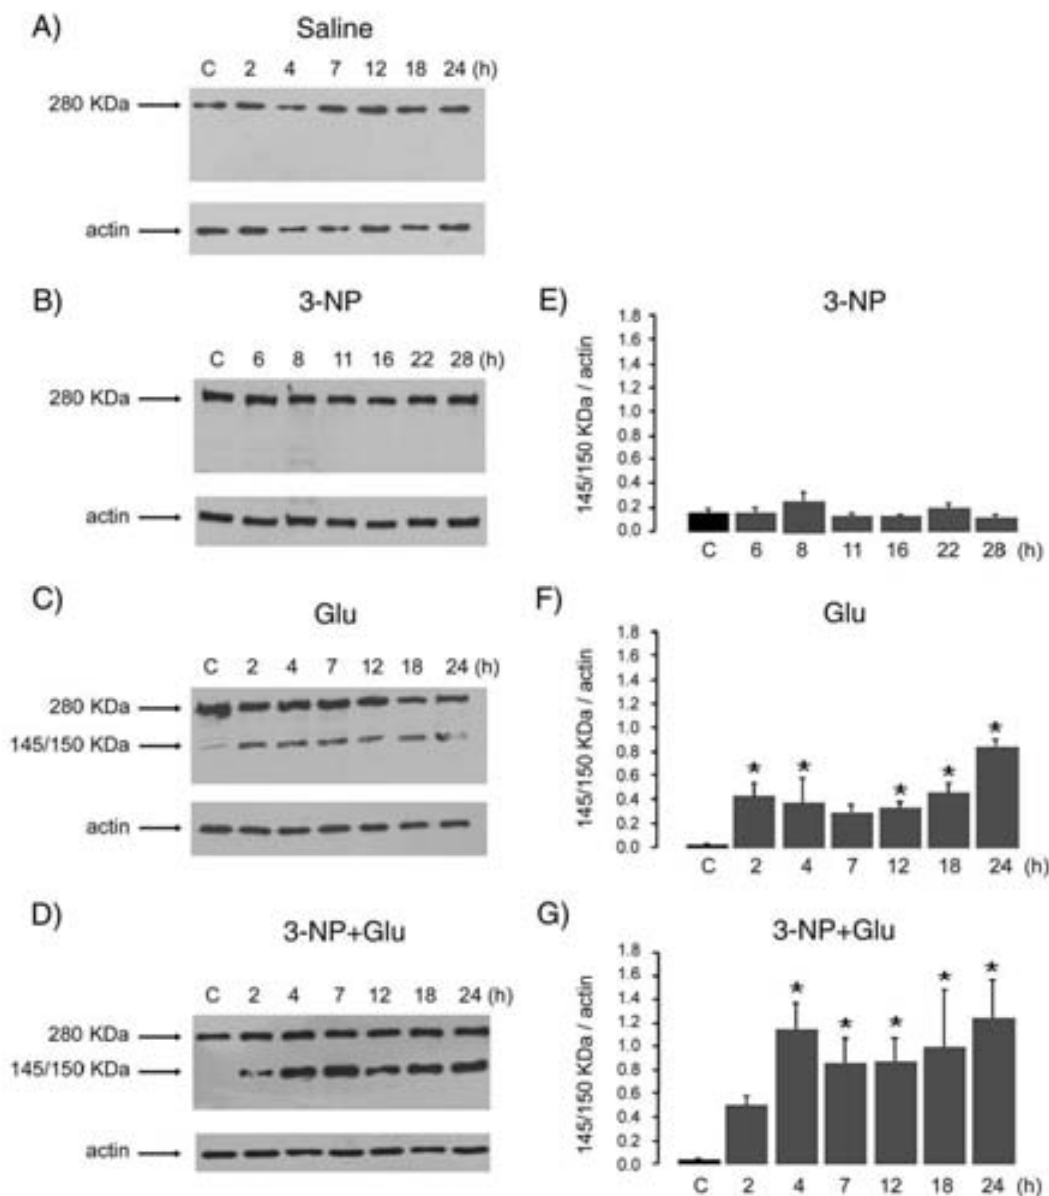 A)
Saline
C 2 4 7 12 18 24 (h)
280 KDa
actin
B)
3-NP
C 6 8 11 16 22 28 (h)
280 KDa
actin
E)
3-NP
145/150 KDa / actin
1.8
1.6
1.4
1.2
1.0
0.8
0.6
0.4
0.2
0.0
C 6 8 11 16 22 28 (h)
C)
Glu
C 2 4 7 12 18 24 (h)
280 KDa
145/150 KDa
actin
F)
Glu
145/150 KDa / actin
1.8
1.6
1.4
1.2
1.0
0.8
0.6
0.4
0.2
0.0
* * * * *
C 2 4 7 12 18 24 (h)
D)
3-NP+Glu
C 2 4 7 12 18 24 (h)
280 KDa
145/150 KDa
actin
G)
3-NP+Glu
145/150 KDa / actin
1.8
1.6
1.4
1.2
1.0
0.8
0.6
0.4
0.2
0.0
* * * * *
C 2 4 7 12 18 24 (h)